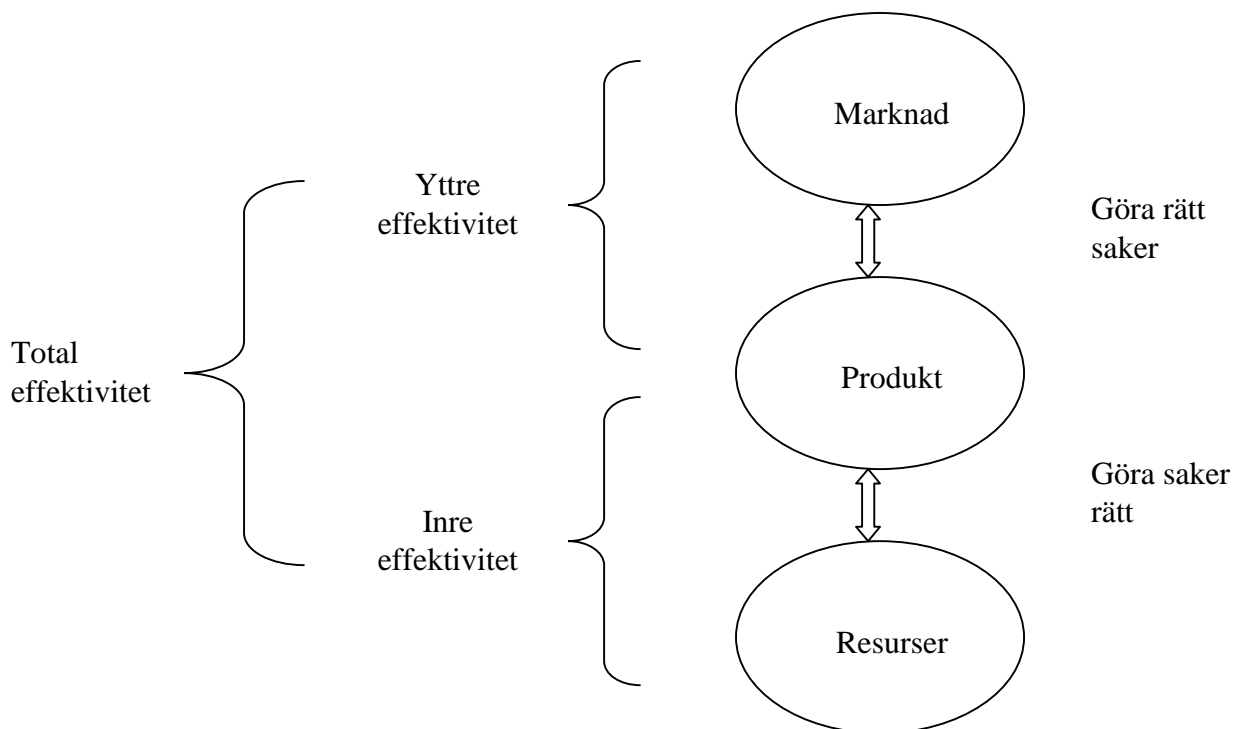 Marknad
Yttre
effektivitet
Göra rätt
saker
Total
effektivitet
Produkt
Göra saker
rätt
Inre
effektivitet
Resurser